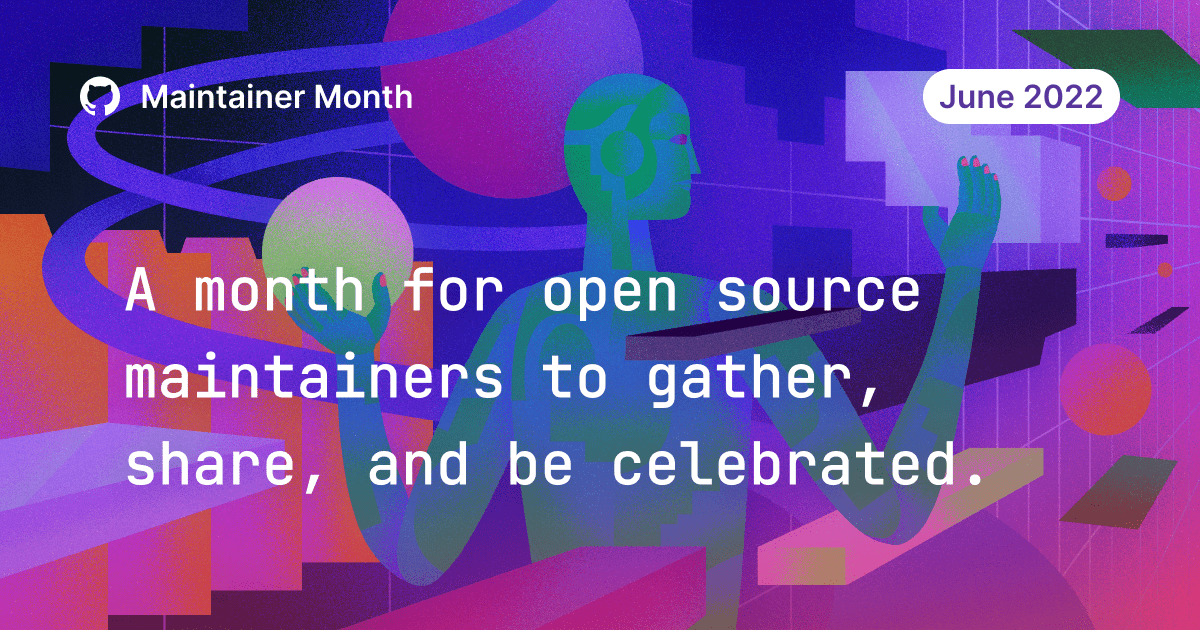 Maintainer Month
June 2022
A month for open source
maintainers to gather,
share, and be celebrated.